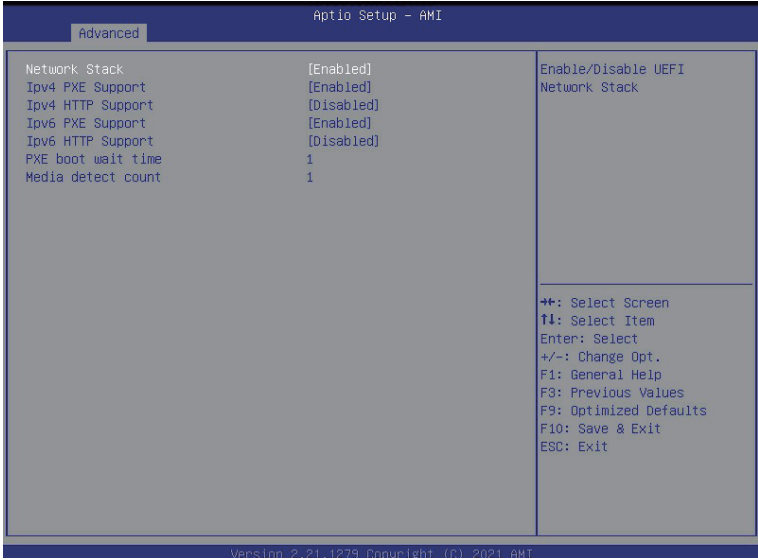 Aptio Setup – AMI
Advanced
Network Stack [Enabled]
Ipv4 PXE Support [Enabled]
Ipv4 HTTP Support [Disabled]
Ipv6 PXE Support [Enabled]
Ipv6 HTTP Support [Disabled]
PXE boot wait time 1
Media detect count 1
Enable/Disable UEFI
Network Stack
→←: Select Screen
↑↓: Select Item
Enter: Select
+/-: Change Opt.
F1: General Help
F3: Previous Values
F9: Optimized Defaults
F10: Save & Exit
ESC: Exit
Version 2.21.1279 Copyright (C) 2021 AMI